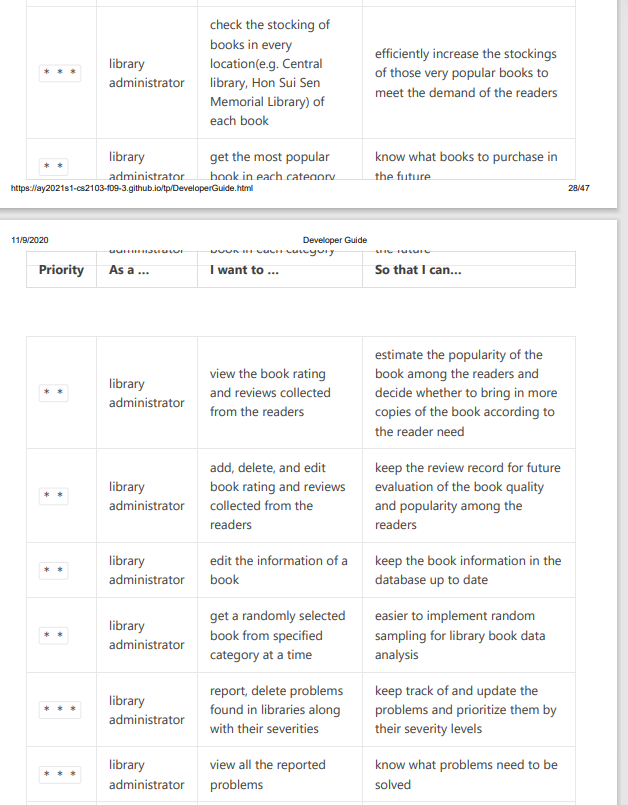 check the stocking of
books in every
location(e.g. Central
library, Hon Sui Sen
Memorial Library) of
each book
* * *
library
administrator
efficiently increase the stockings
of those very popular books to
meet the demand of the readers
* *
library
administrator
get the most popular
book in each category
know what books to purchase in
the future
https://ay2021s1-cs2103-f09-3.github.io/tp/DeveloperGuide.html 28/47
11/9/2020 Developer Guide
administrator book in each category the future
Priority As a ... I want to ... So that I can...
* *
library
administrator
view the book rating
and reviews collected
from the readers
estimate the popularity of the
book among the readers and
decide whether to bring in more
copies of the book according to
the reader need
* *
library
administrator
add, delete, and edit
book rating and reviews
collected from the
readers
keep the review record for future
evaluation of the book quality
and popularity among the
readers
* *
library
administrator
edit the information of a
book
keep the book information in the
database up to date
* *
library
administrator
get a randomly selected
book from specified
category at a time
easier to implement random
sampling for library book data
analysis
* * *
library
administrator
report, delete problems
found in libraries along
with their severities
keep track of and update the
problems and prioritize them by
their severity levels
* * *
library
administrator
view all the reported
problems
know what problems need to be
solved